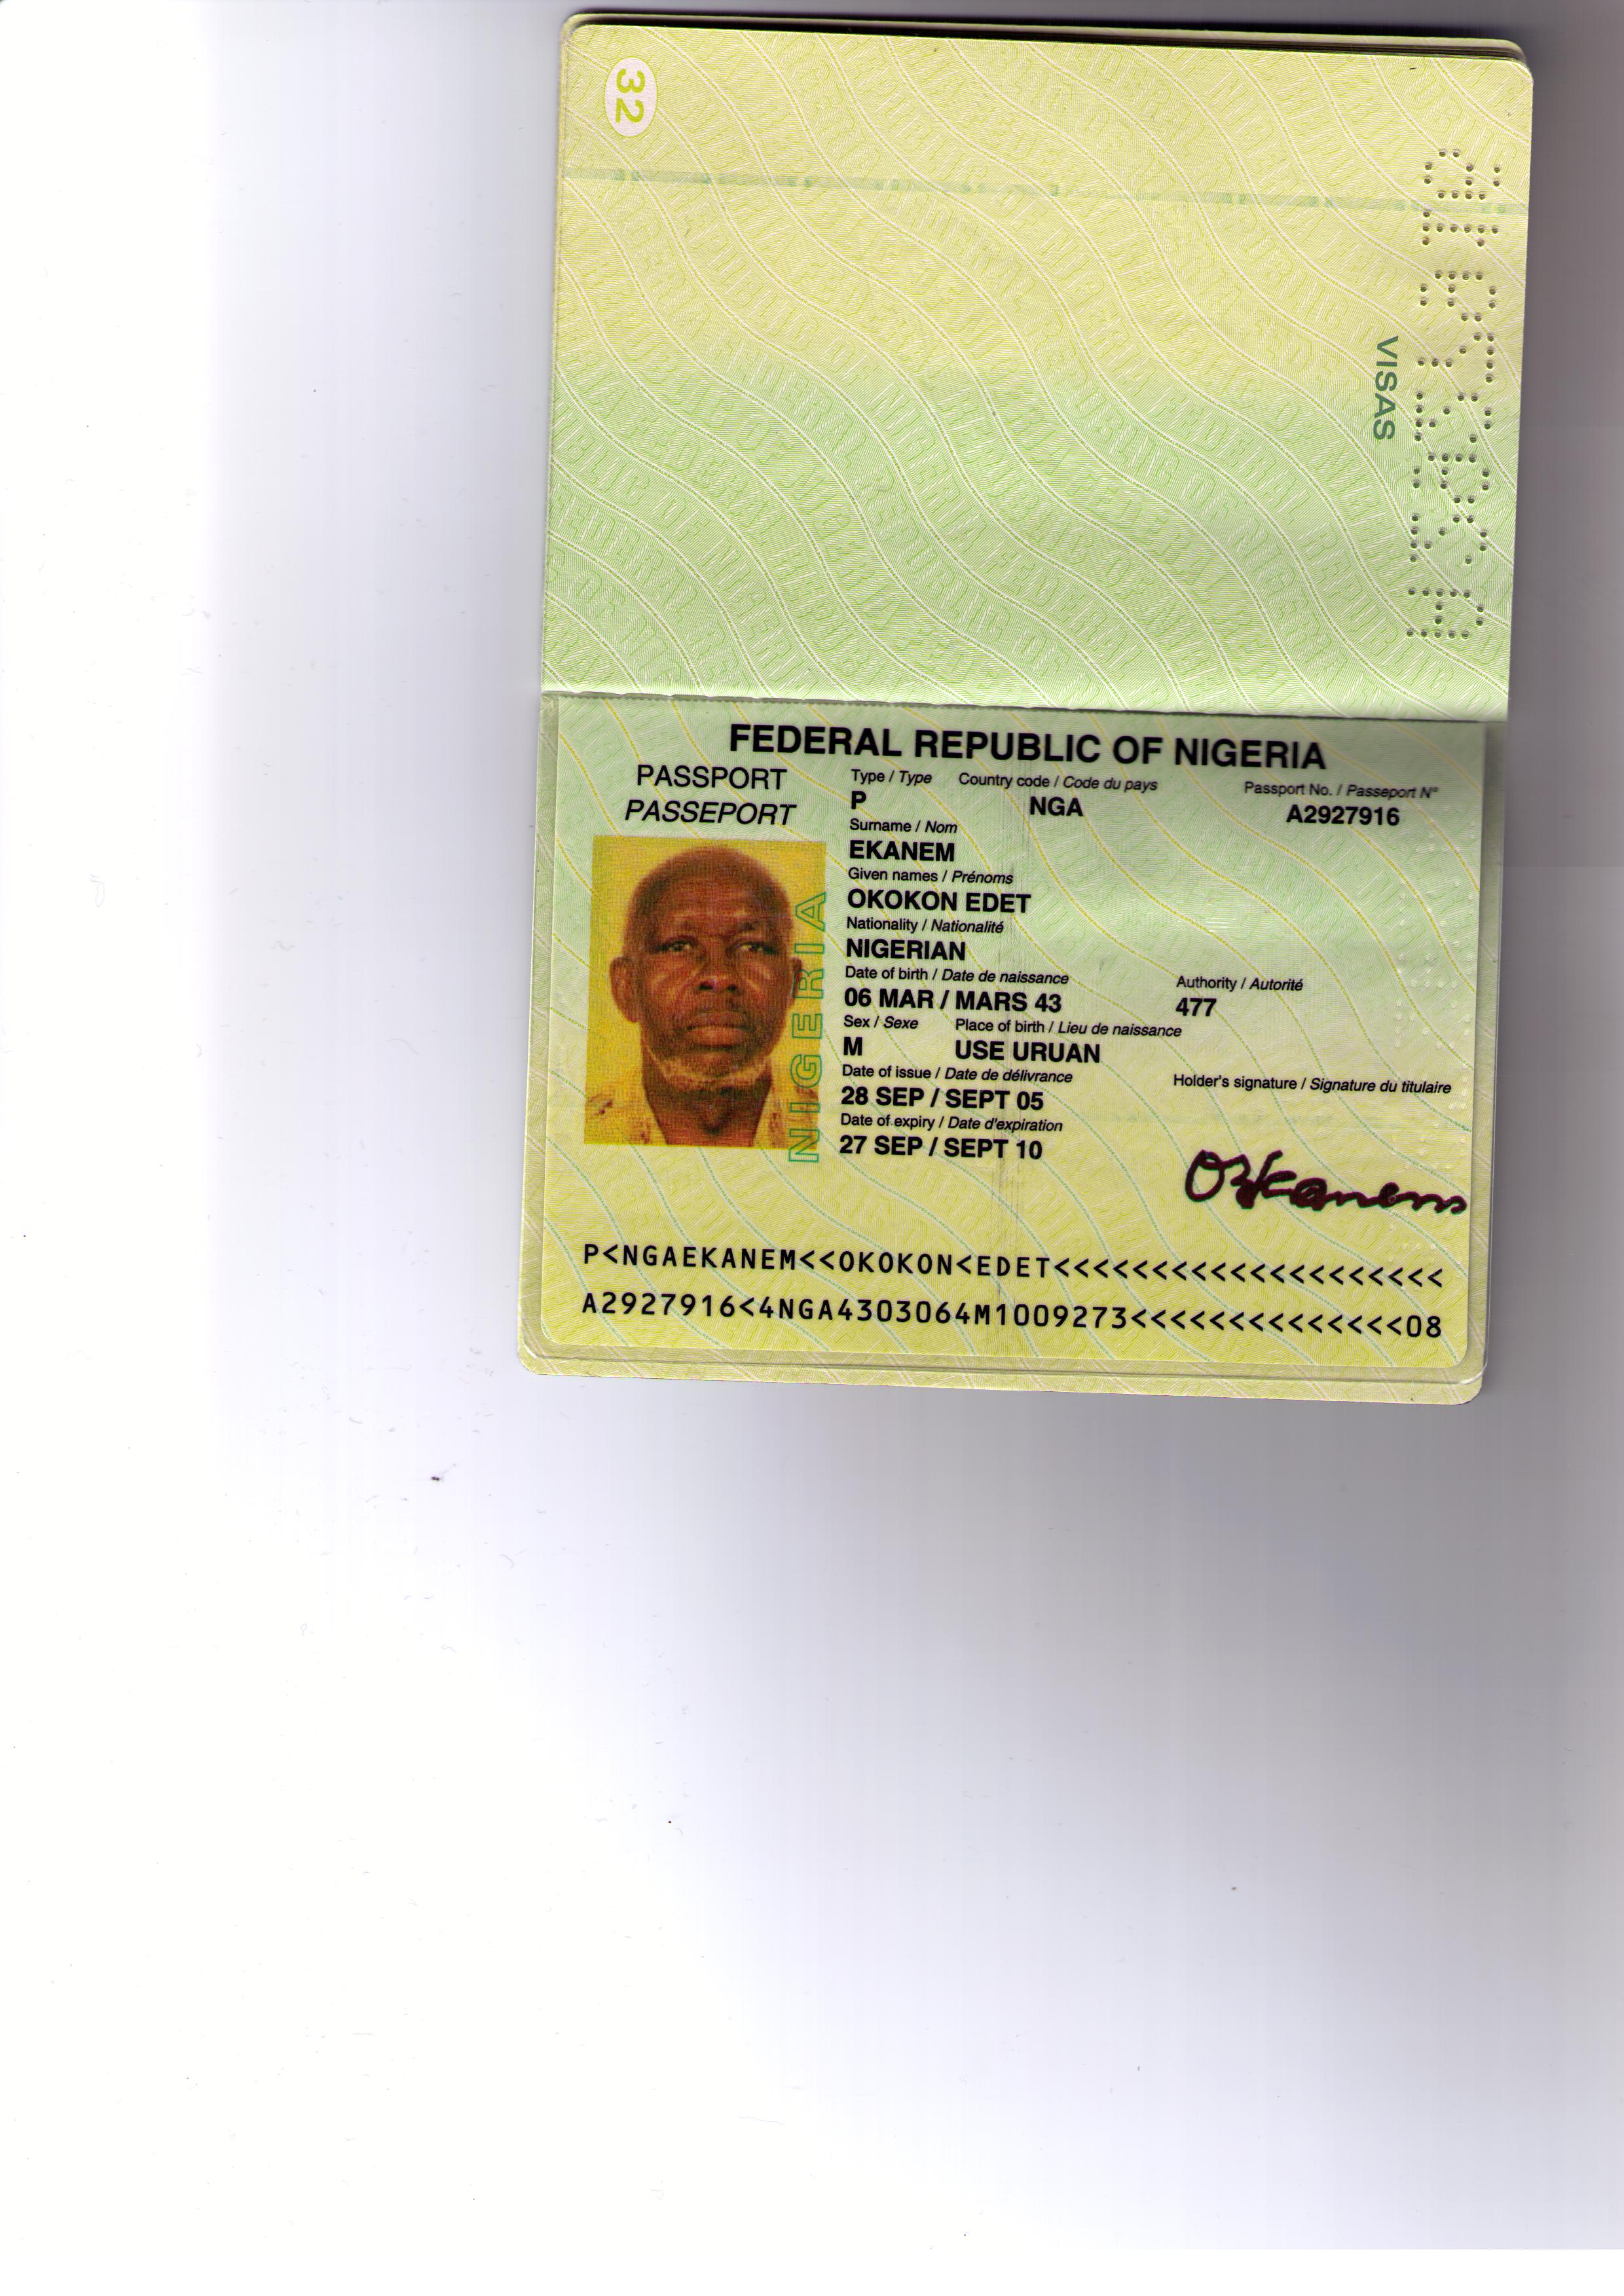 32
VISAS
A2927916
FEDERAL REPUBLIC OF NIGERIA
PASSPORT
PASSEPORT
Type / Type Country code / Code du pays Passport No. / Passeport N°
P NGA A2927916
Surname / Nom
EKANEM
Given names / Prénoms
OKOKON EDET
Nationality / Nationalité
NIGERIAN
Date of birth / Date de naissance Authority / Autorité
06 MAR / MARS 43 477
Sex / Sexe Place of birth / Lieu de naissance
M USE URUAN
Date of issue / Date de délivrance Holder's signature / Signature du titulaire
28 SEP / SEPT 05
Date of expiry / Date d'expiration
27 SEP / SEPT 10
NIGERIA
OEkanem
P<NGAEKANEM<<OKOKON<EDET<<<<<<<<<<<<<<<<<<<<
A2927916<4NGA4303064M1009273<<<<<<<<<<<<<<08